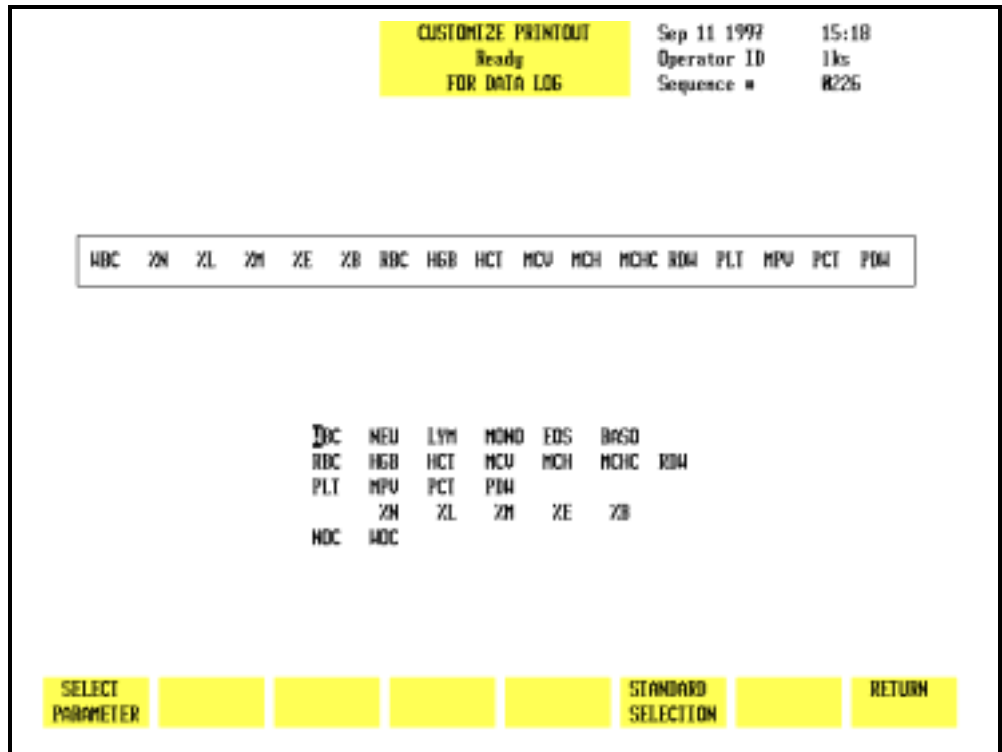 CUSTOMIZE PRINTOUT Sep 11 1997 15:18
Ready Operator ID lks
FOR DATA LOG Sequence # 0226
WBC %N %L %M %E %B RBC HGB HCT MCV MCH MCHC RDW PLT MPV PCT PDW
WBC NEU LYM MONO EOS BASO
RBC HGB HCT MCV MCH MCHC RDW
PLT MPV PCT PDW
%N %L %M %E %B
NOC WOC
SELECT STANDARD RETURN
PARAMETER SELECTION